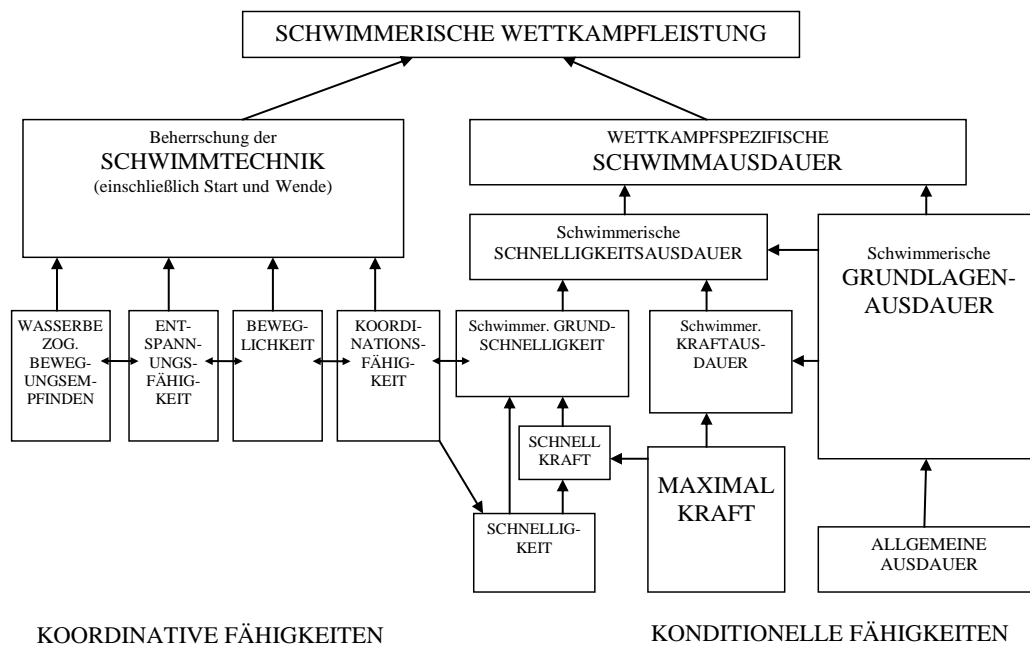 SCHWIMMERISCHE WETTKAMPFLEISTUNG
Beherrschung der
SCHWIMMTECHNIK
(einschließlich Start und Wende)
WETTKAMPFSPEZIFISCHE
SCHWIMMAUSDAUER
Schwimmerische
SCHNELLIGKEITSAUSDAUER
Schwimmerische
GRUNDLAGEN-
AUSDAUER
WASSERBE
ZOG.
BEWEG-
UNGSEM-
PFINDEN
ENT-
SPANN-
UNGS-
FÄHIG-
KEIT
BEWEG-
LICHKEIT
KOORDI-
NATIONS-
FÄHIG-
KEIT
Schwimmer. GRUND-
SCHNELLIGKEIT
Schwimmer.
KRAFTAUS-
DAUER
SCHNELL
KRAFT
MAXIMAL
KRAFT
SCHNELLIG-
KEIT
ALLGEMEINE
AUSDAUER
KOORDINATIVE FÄHIGKEITEN
KONDITIONELLE FÄHIGKEITEN